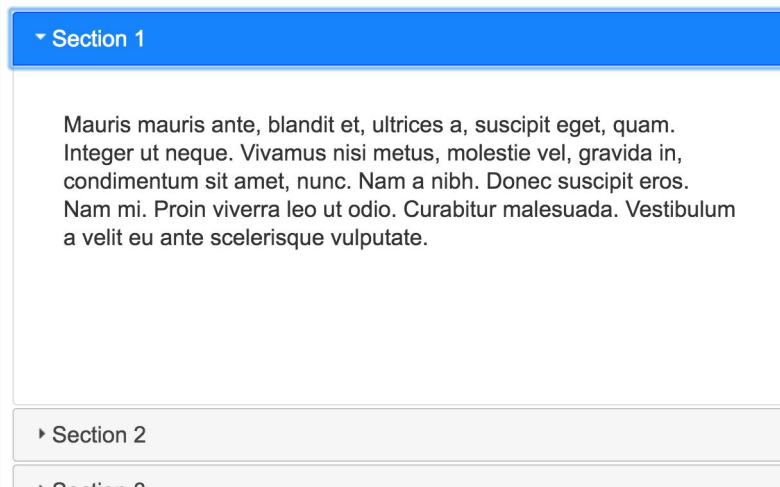 Section 1
Mauris mauris ante, blandit et, ultrices a, suscipit eget, quam.
Integer ut neque. Vivamus nisi metus, molestie vel, gravida in,
condimentum sit amet, nunc. Nam a nibh. Donec suscipit eros.
Nam mi. Proin viverra leo ut odio. Curabitur malesuada. Vestibulum
a velit eu ante scelerisque vulputate.
Section 2
Section